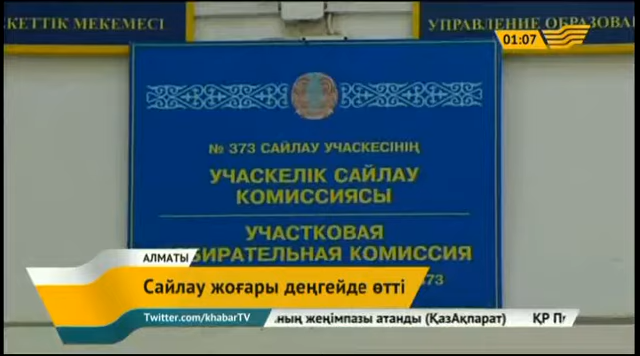 КЕТТІК МЕКЕМЕСІ
УПРАВЛЕНИЕ ОБРАЗОВА
01:07
№ 373 САЙЛАУ УЧАСКЕСІНІҢ
УЧАСКЕЛІК САЙЛАУ
КОМИССИЯСЫ
УЧАСТКОВАЯ
БИРАТЕЛЬНАЯ КОМИССИЯ
373
АЛМАТЫ
Сайлау жоғары деңгейде өтті
Twitter.com/khabarTV
ның жеңімпазы атанды (ҚазАқпарат) ҚР П